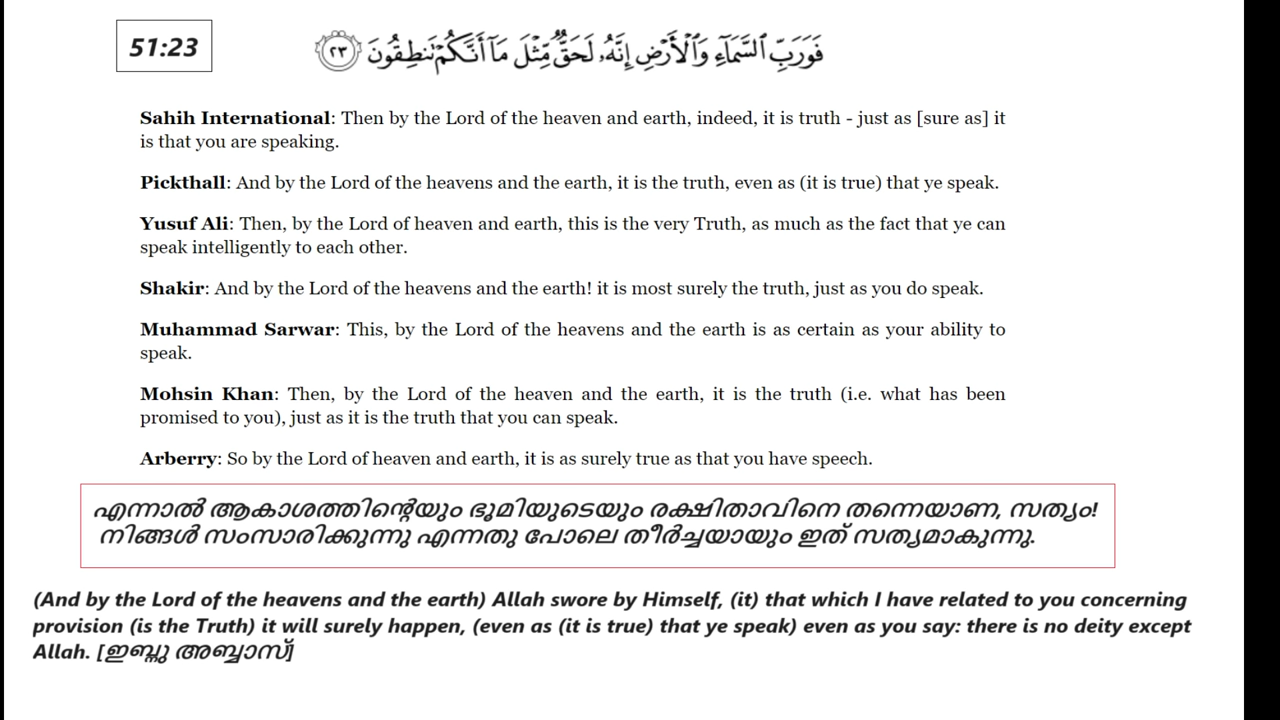 51:23
فَوَرَبِّ ٱلسَّمَآءِ وَٱلْأَرْضِ إِنَّهُۥ لَحَقٌّ مِّثْلَ مَآ أَنَّكُمْ تَنطِقُونَ ٢٣
Sahih International: Then by the Lord of the heaven and earth, indeed, it is truth - just as [sure as] it
is that you are speaking.
Pickthall: And by the Lord of the heavens and the earth, it is the truth, even as (it is true) that ye speak.
Yusuf Ali: Then, by the Lord of heaven and earth, this is the very Truth, as much as the fact that ye can
speak intelligently to each other.
Shakir: And by the Lord of the heavens and the earth! it is most surely the truth, just as you do speak.
Muhammad Sarwar: This, by the Lord of the heavens and the earth is as certain as your ability to
speak.
Mohsin Khan: Then, by the Lord of the heaven and the earth, it is the truth (i.e. what has been
promised to you), just as it is the truth that you can speak.
Arberry: So by the Lord of heaven and earth, it is as surely true as that you have speech.
എന്നാൽ ആകാശത്തിന്റെയും ഭൂമിയുടെയും രക്ഷിതാവിനെ തന്നെയാണ, സത്യം!
നിങ്ങൾ സംസാരിക്കുന്നു എന്നതു പോലെ തീർച്ചയായും ഇത് സത്യമാകുന്നു.
(And by the Lord of the heavens and the earth) Allah swore by Himself, (it) that which I have related to you concerning
provision (is the Truth) it will surely happen, (even as (it is true) that ye speak) even as you say: there is no deity except
Allah. [ഇബ്നു അബ്ബാസ്]